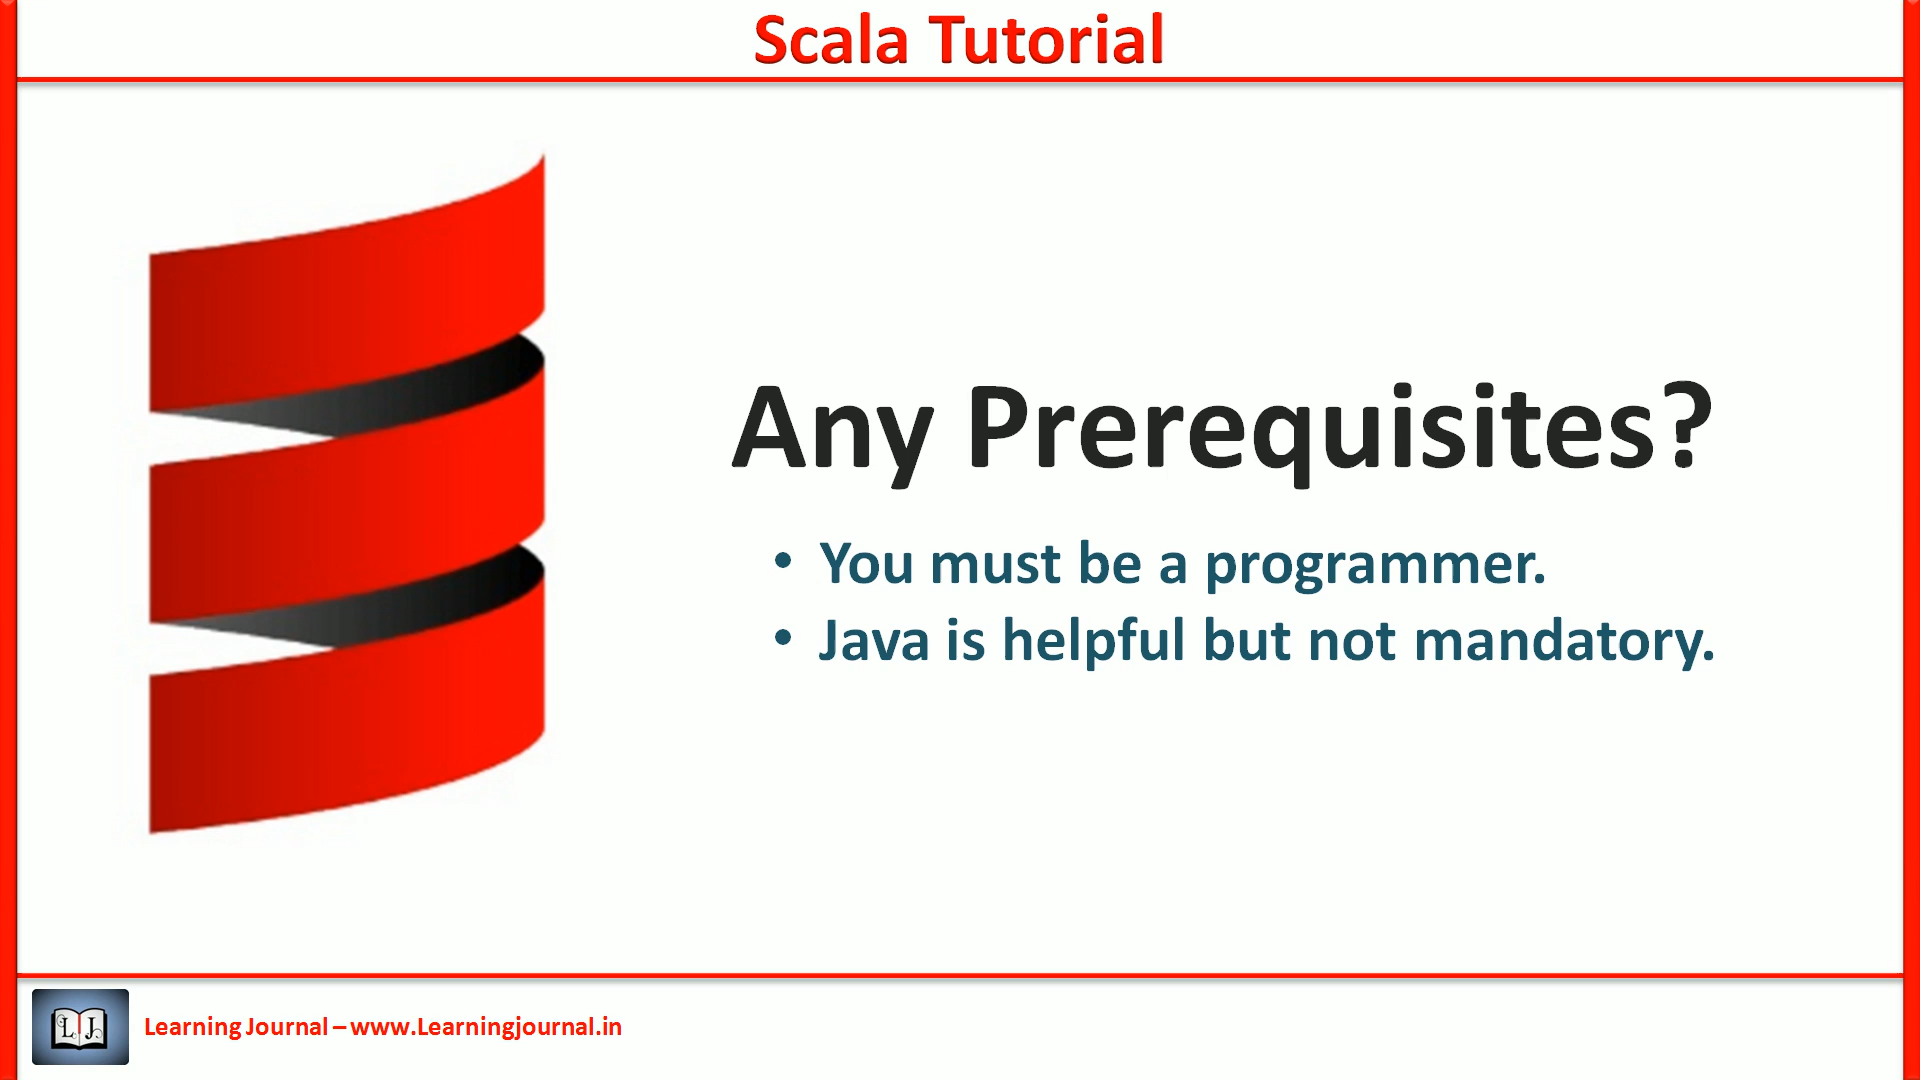 Scala Tutorial
Any Prerequisites?
• You must be a programmer.
• Java is helpful but not mandatory.
L J
Learning Journal – www.Learningjournal.in